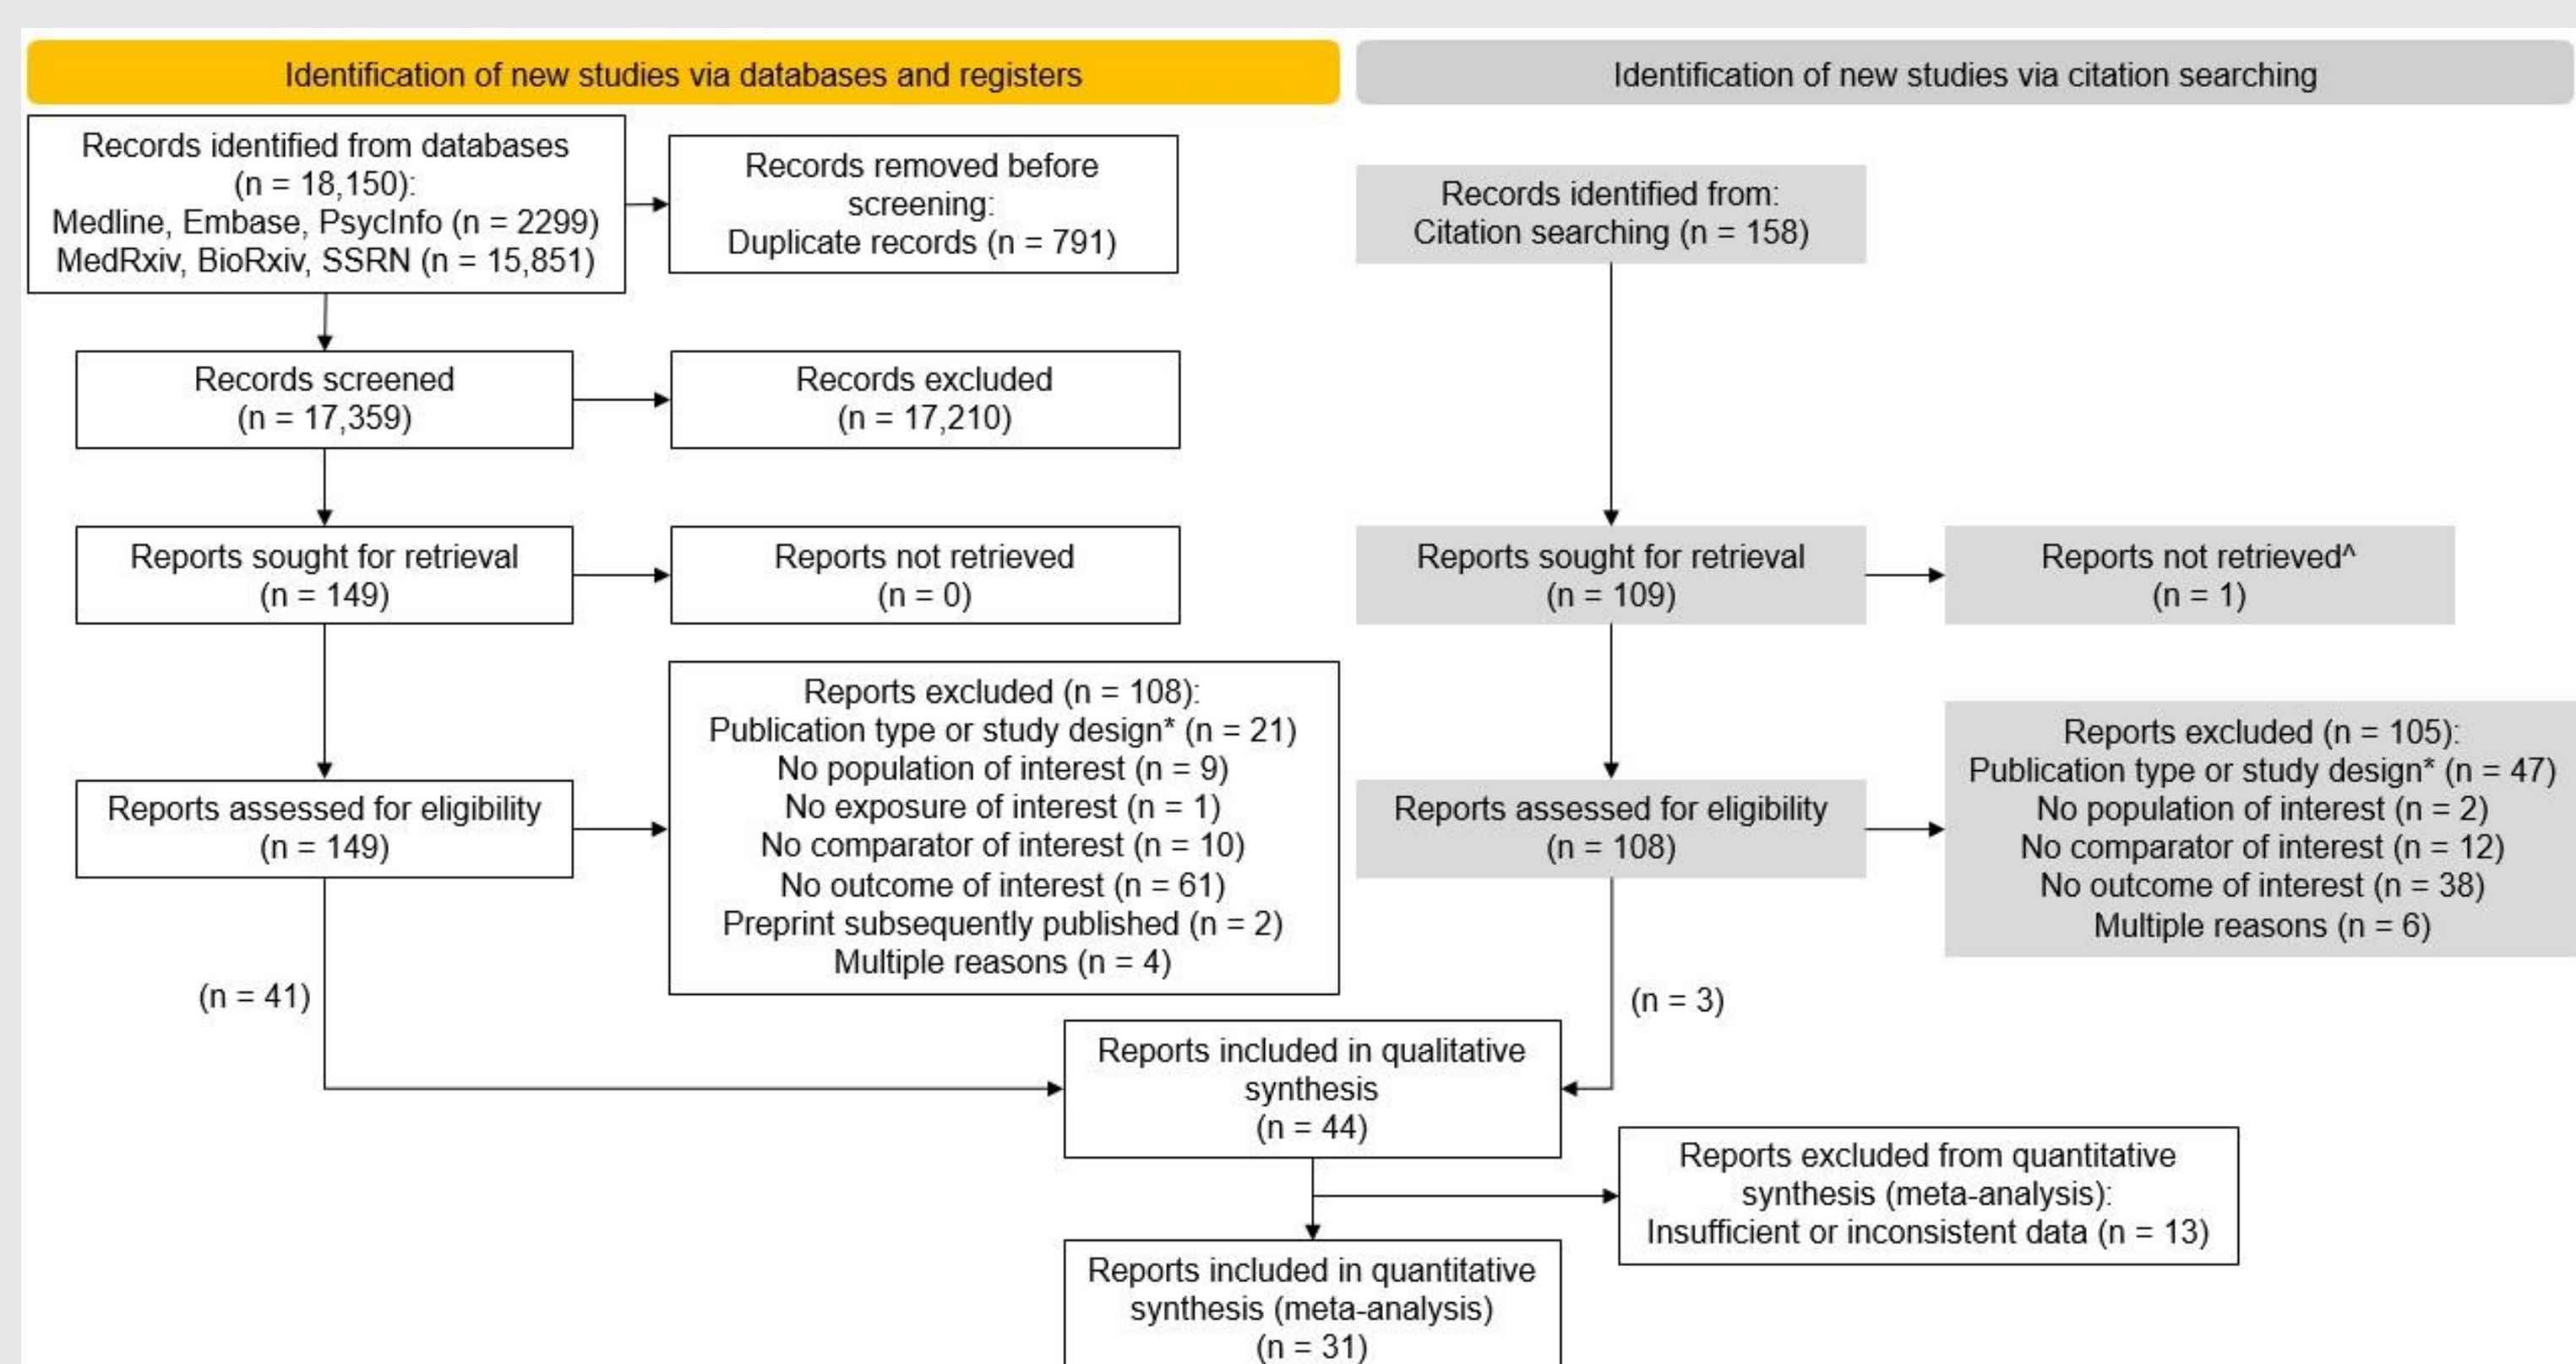 Identification of new studies via databases and registers
Identification of new studies via citation searching
Records identified from databases
(n = 18,150):
Medline, Embase, PsycInfo (n = 2299)
MedRxiv, BioRxiv, SSRN (n = 15,851)
Records removed before
screening:
Duplicate records (n = 791)
Records identified from:
Citation searching (n = 158)
Records screened
(n = 17,359)
Records excluded
(n = 17,210)
Reports sought for retrieval
(n = 149)
Reports not retrieved
(n = 0)
Reports sought for retrieval
(n = 109)
Reports not retrieved^
(n = 1)
Reports assessed for eligibility
(n = 149)
Reports excluded (n = 108):
Publication type or study design* (n = 21)
No population of interest (n = 9)
No exposure of interest (n = 1)
No comparator of interest (n = 10)
No outcome of interest (n = 61)
Preprint subsequently published (n = 2)
Multiple reasons (n = 4)
Reports assessed for eligibility
(n = 108)
Reports excluded (n = 105):
Publication type or study design* (n = 47)
No population of interest (n = 2)
No comparator of interest (n = 12)
No outcome of interest (n = 38)
Multiple reasons (n = 6)
(n = 41)
(n = 3)
Reports included in qualitative
synthesis
(n = 44)
Reports excluded from quantitative
synthesis (meta-analysis):
Insufficient or inconsistent data (n = 13)
Reports included in quantitative
synthesis (meta-analysis)
(n = 31)